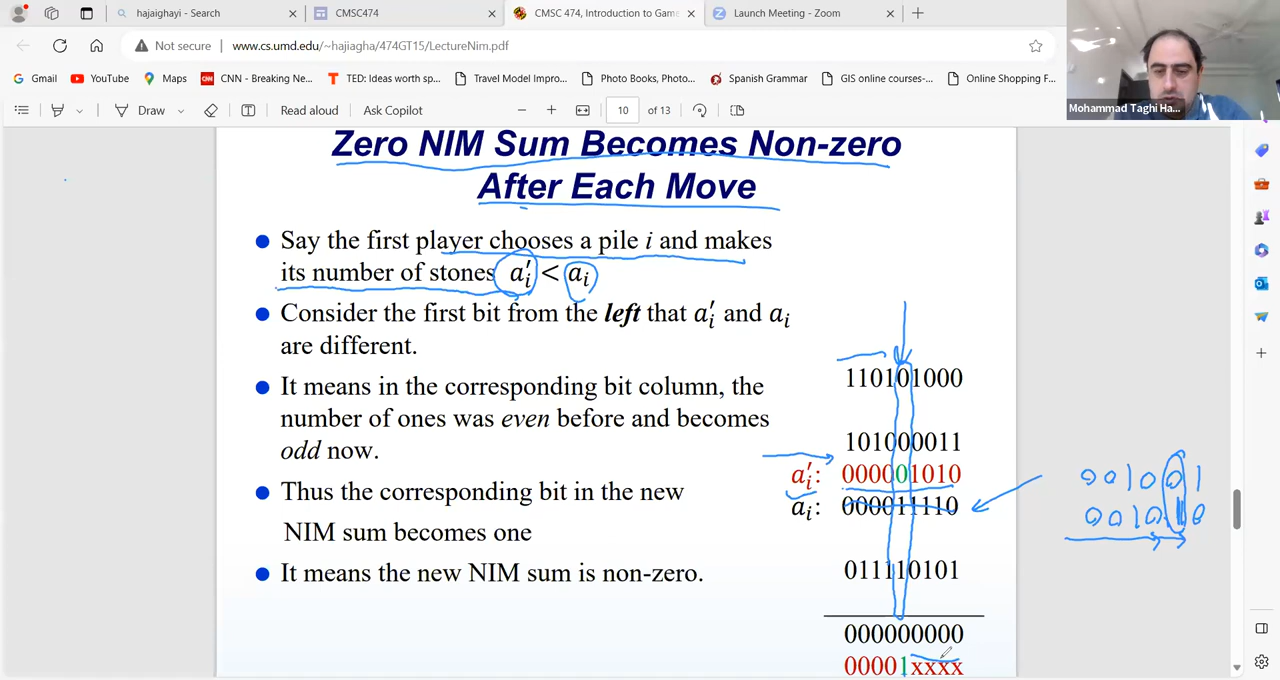 hajaighayi - Search
CMSC474
CMSC 474, Introduction to Game
Launch Meeting - Zoom
Not secure
www.cs.umd.edu/~hajiagha/474GT15/LectureNim.pdf
Gmail
YouTube
Maps
CNN - Breaking Ne...
TED: Ideas worth sp...
Travel Model Impro...
Photo Books, Photo...
Spanish Grammar
GIS online courses-...
Online Shopping F...
Draw
Read aloud
Ask Copilot
10
of 13
Mohammad Taghi Ha...
Zero NIM Sum Becomes Non-zero
After Each Move
Say the first player chooses a pile i and makes
its number of stones a′ᵢ < aᵢ
Consider the first bit from the left that a′ᵢ and aᵢ
are different.
It means in the corresponding bit column, the
number of ones was even before and becomes
odd now.
Thus the corresponding bit in the new
NIM sum becomes one
It means the new NIM sum is non-zero.
110101000
101000011
a′ᵢ: 000001010
aᵢ: 000011110
011110101
000000000
00001xxxx
001001